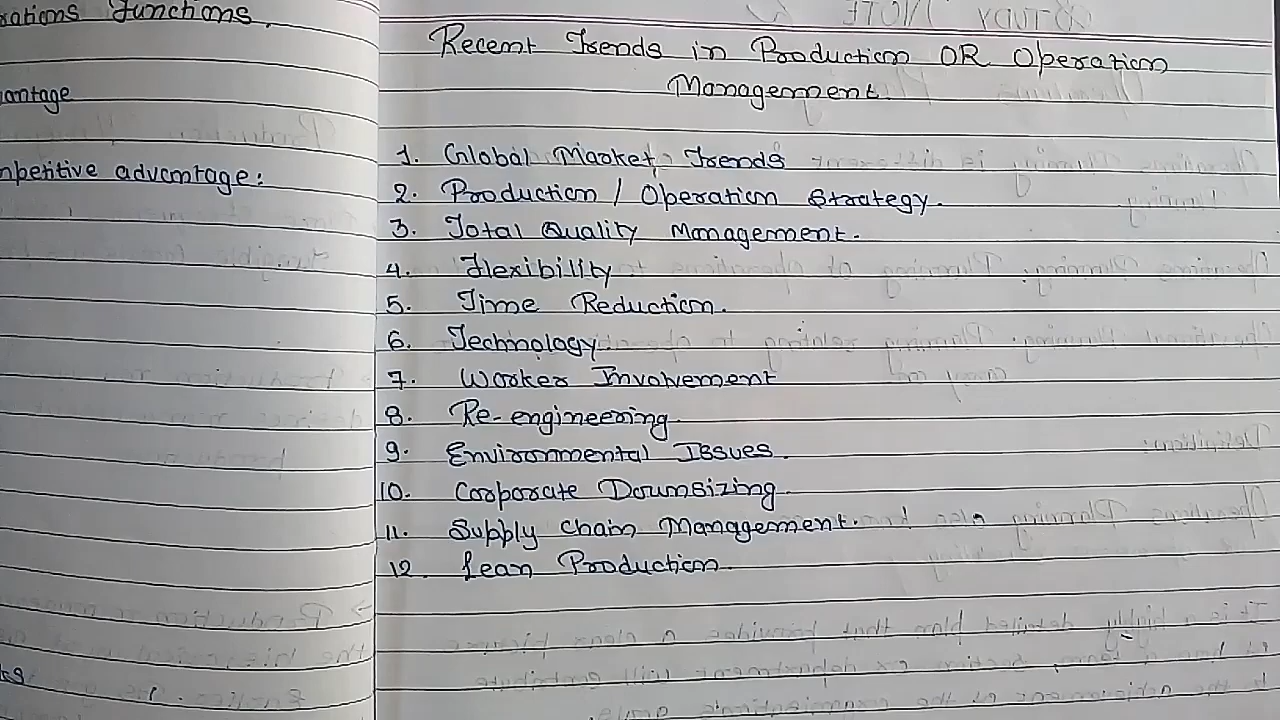 functions.
antage
advantage:
Recent Trends in Production OR Operation
Management.
1. Global Market Trends
2. Production / Operation Strategy.
3. Total Quality Management.
4. Flexibility
5. Time Reduction.
6. Technology
7. Worker Involvement
8. Re-engineering
9. Environmental Issues.
10. Corporate Downsizing
11. Supply Chain Management.
12. Lean Production